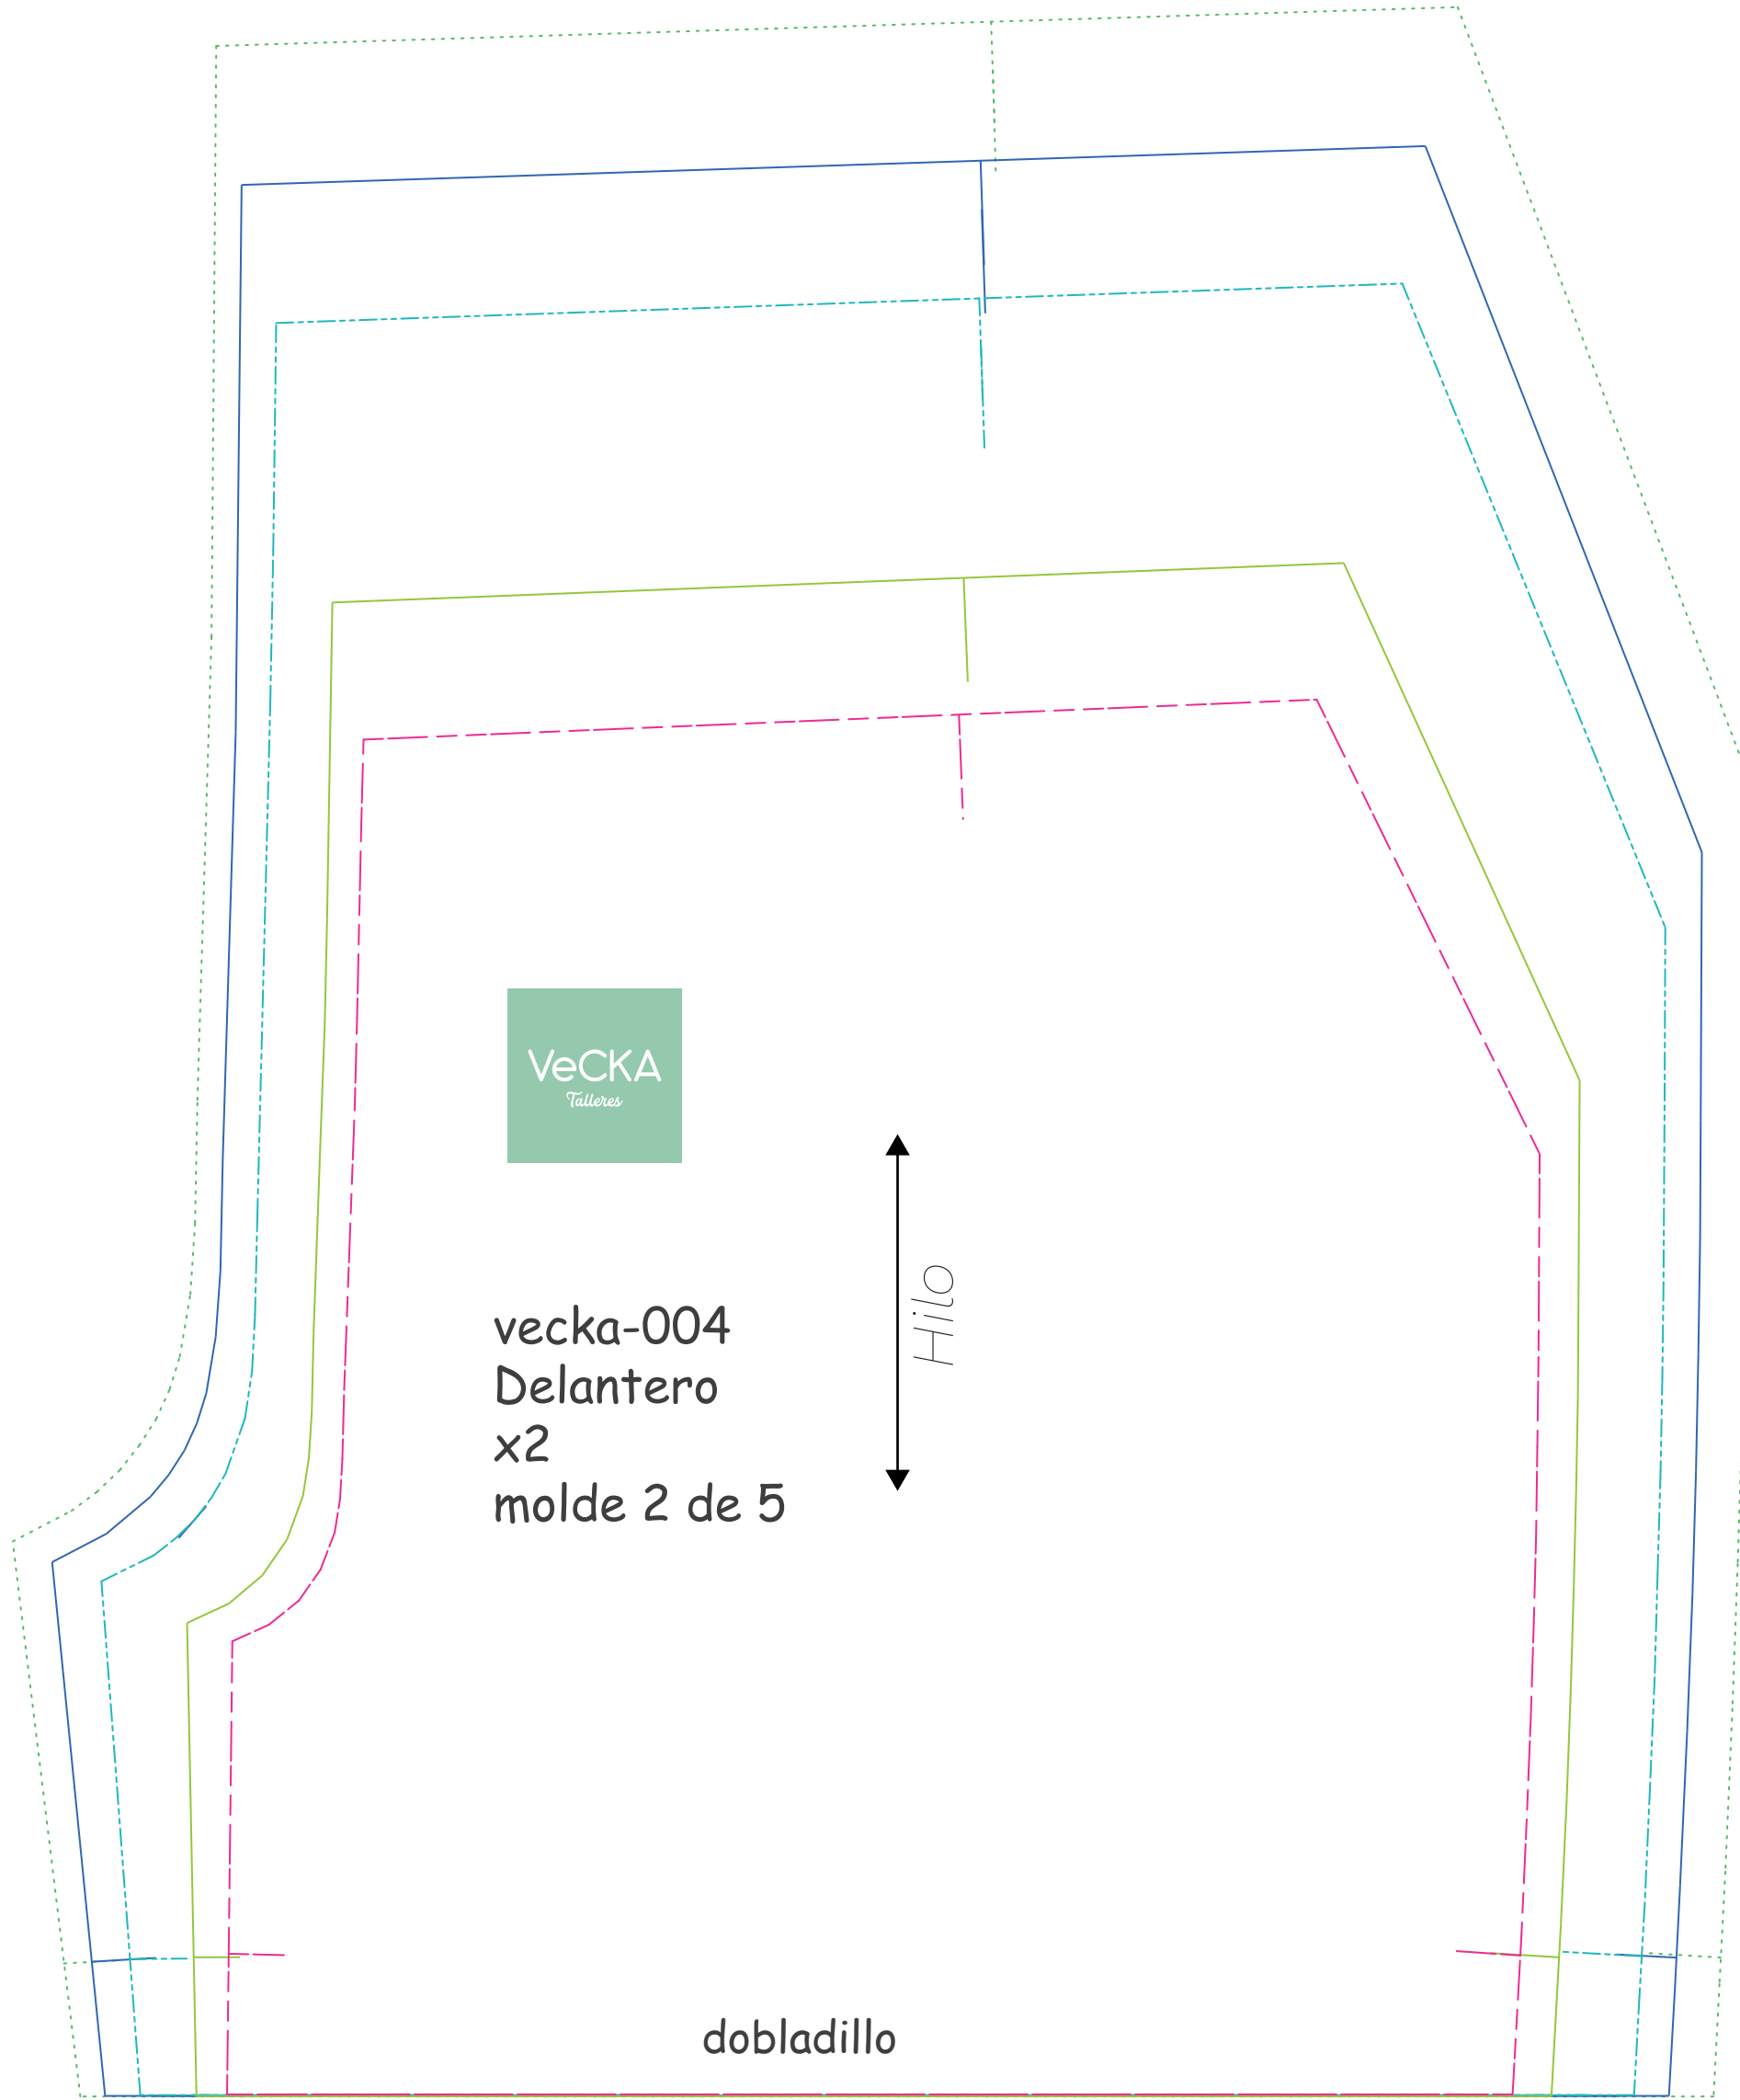 VeCKA
Talleres
Hilo
vecka-004
Delantero
x2
molde 2 de 5
dobladillo